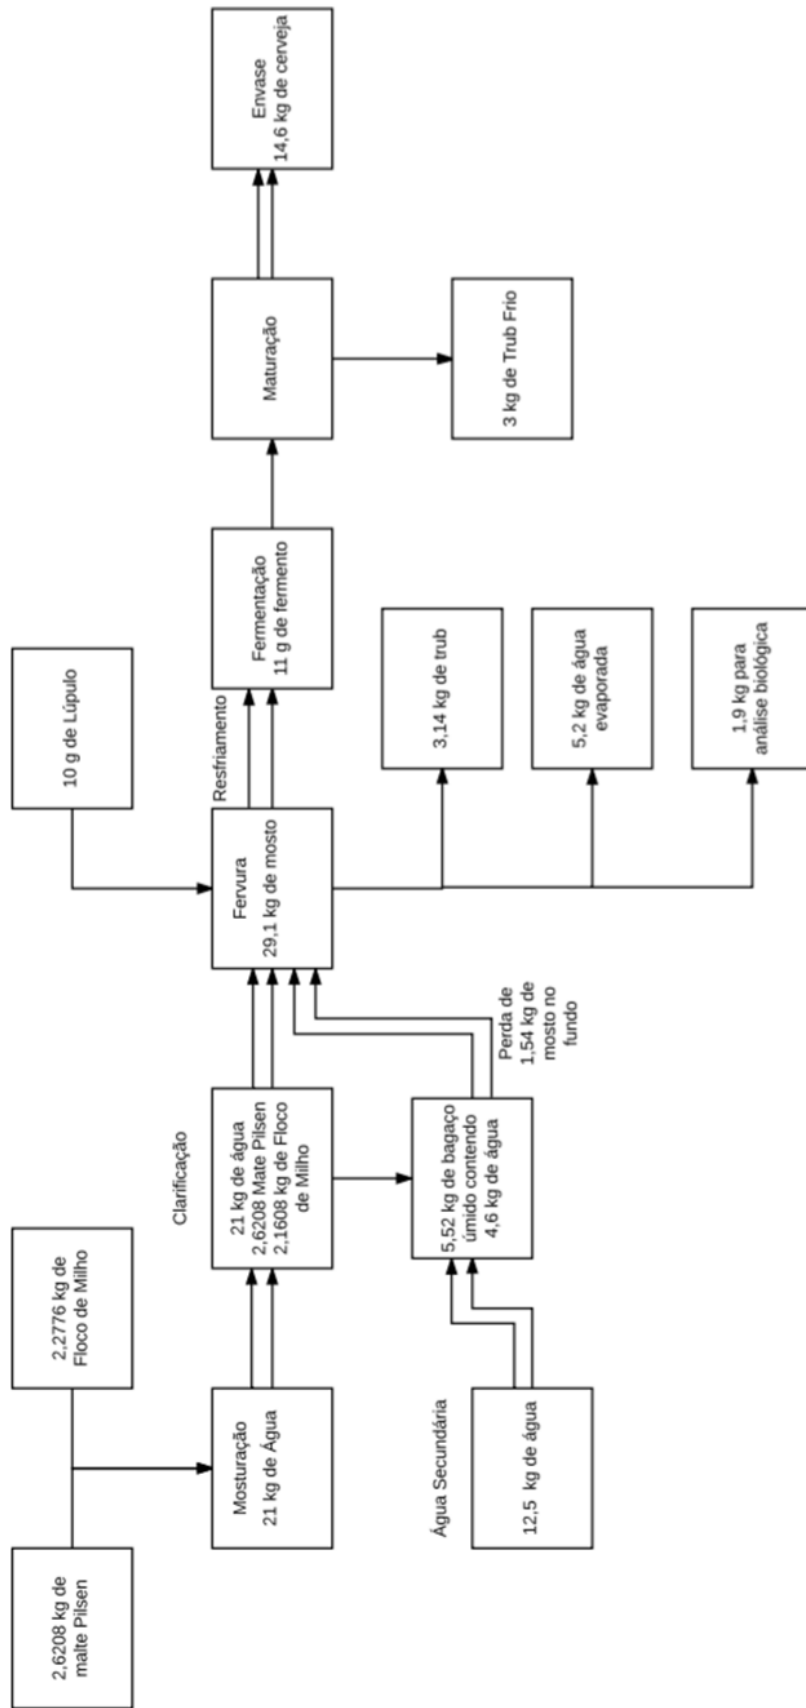 2,6208 kg de
malte Pilsen
2,2776 kg de
Floco de Milho
10 g de Lúpulo
Mosturação
21 kg de Água
Clarificação
21 kg de água
2,6208 Mate Pilsen
2,1608 kg de Floco
de Milho
Fervura
29,1 kg de mosto
Resfriamento
Fermentação
11 g de fermento
Maturação
Envase
14,6 kg de cerveja
Água Secundária
12,5 kg de água
5,52 kg de bagaço
úmido contendo
4,6 kg de água
Perda de
1,54 kg de
mosto no
fundo
3,14 kg de trub
5,2 kg de água
evaporada
1,9 kg para
análise biológica
3 kg de Trub Frio